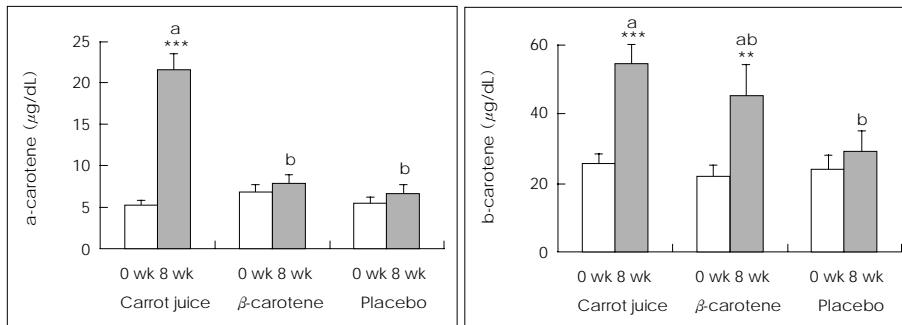 a-carotene (μg/dL)
25
20
15
10
5
0
a
***
b
b
0 wk 8 wk 0 wk 8 wk 0 wk 8 wk
Carrot juice β-carotene Placebo
b-carotene (μg/dL)
60
40
20
0
a
***
ab
**
b
0 wk 8 wk 0 wk 8 wk 0 wk 8 wk
Carrot juice β-carotene Placebo